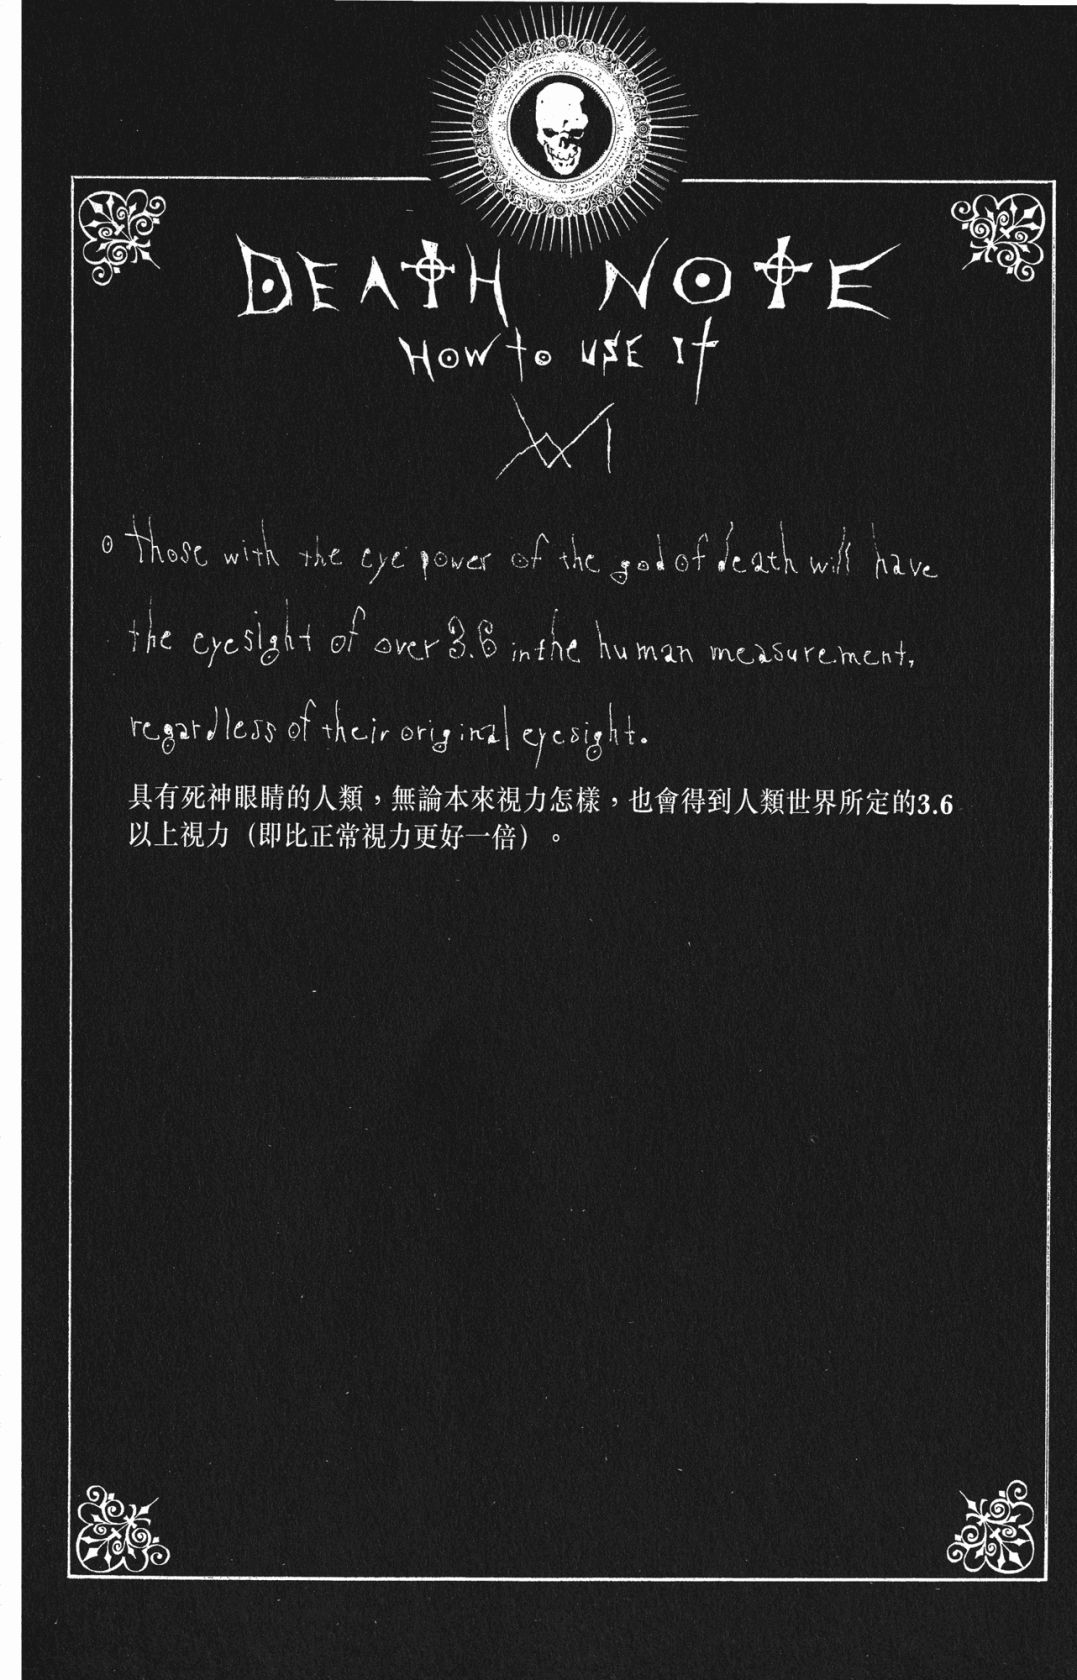 DEATH NOTE
HOW to USE It
XVI
those with the eye power of the god of death will have
the eyesight of over 3.6 in the human measurement,
regardless of their original eyesight.
具有死神眼睛的人類，無論本來視力怎樣，也會得到人類世界所定的3.6
以上視力（即比正常視力更好一倍）。